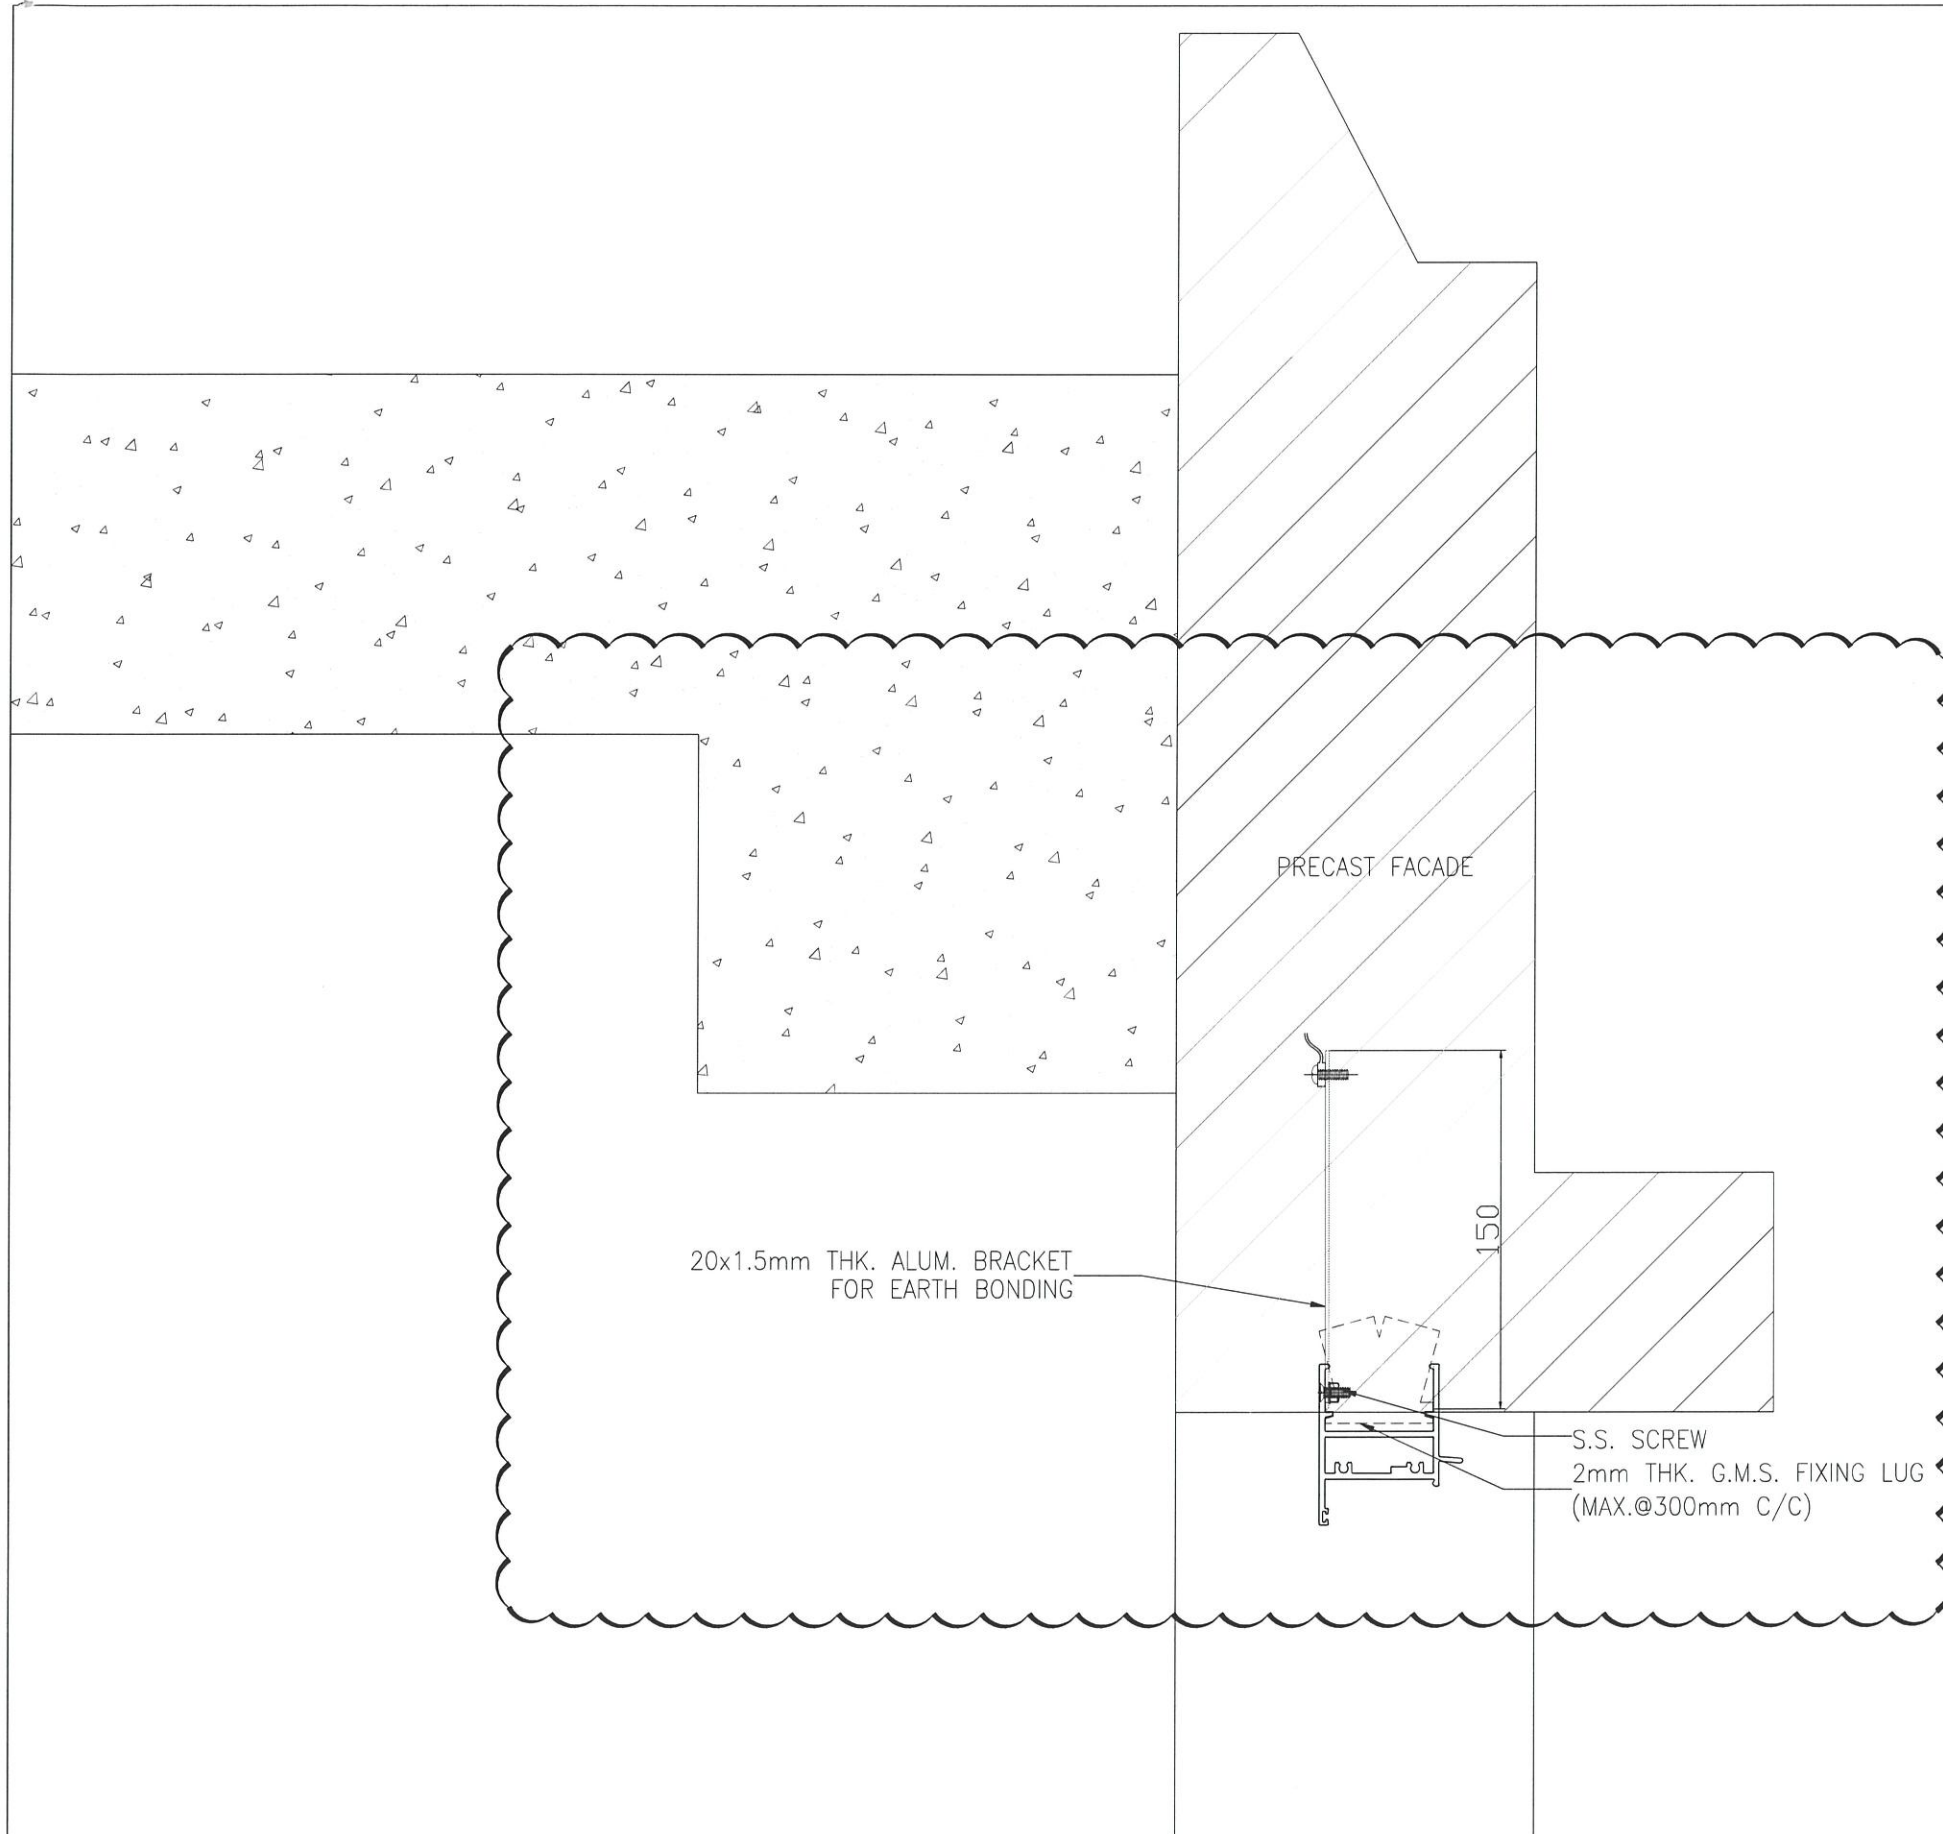 PRECAST FACADE
150
20x1.5mm THK. ALUM. BRACKET
FOR EARTH BONDING
S.S. SCREW
2mm THK. G.M.S. FIXING LUG
(MAX.@300mm C/C)